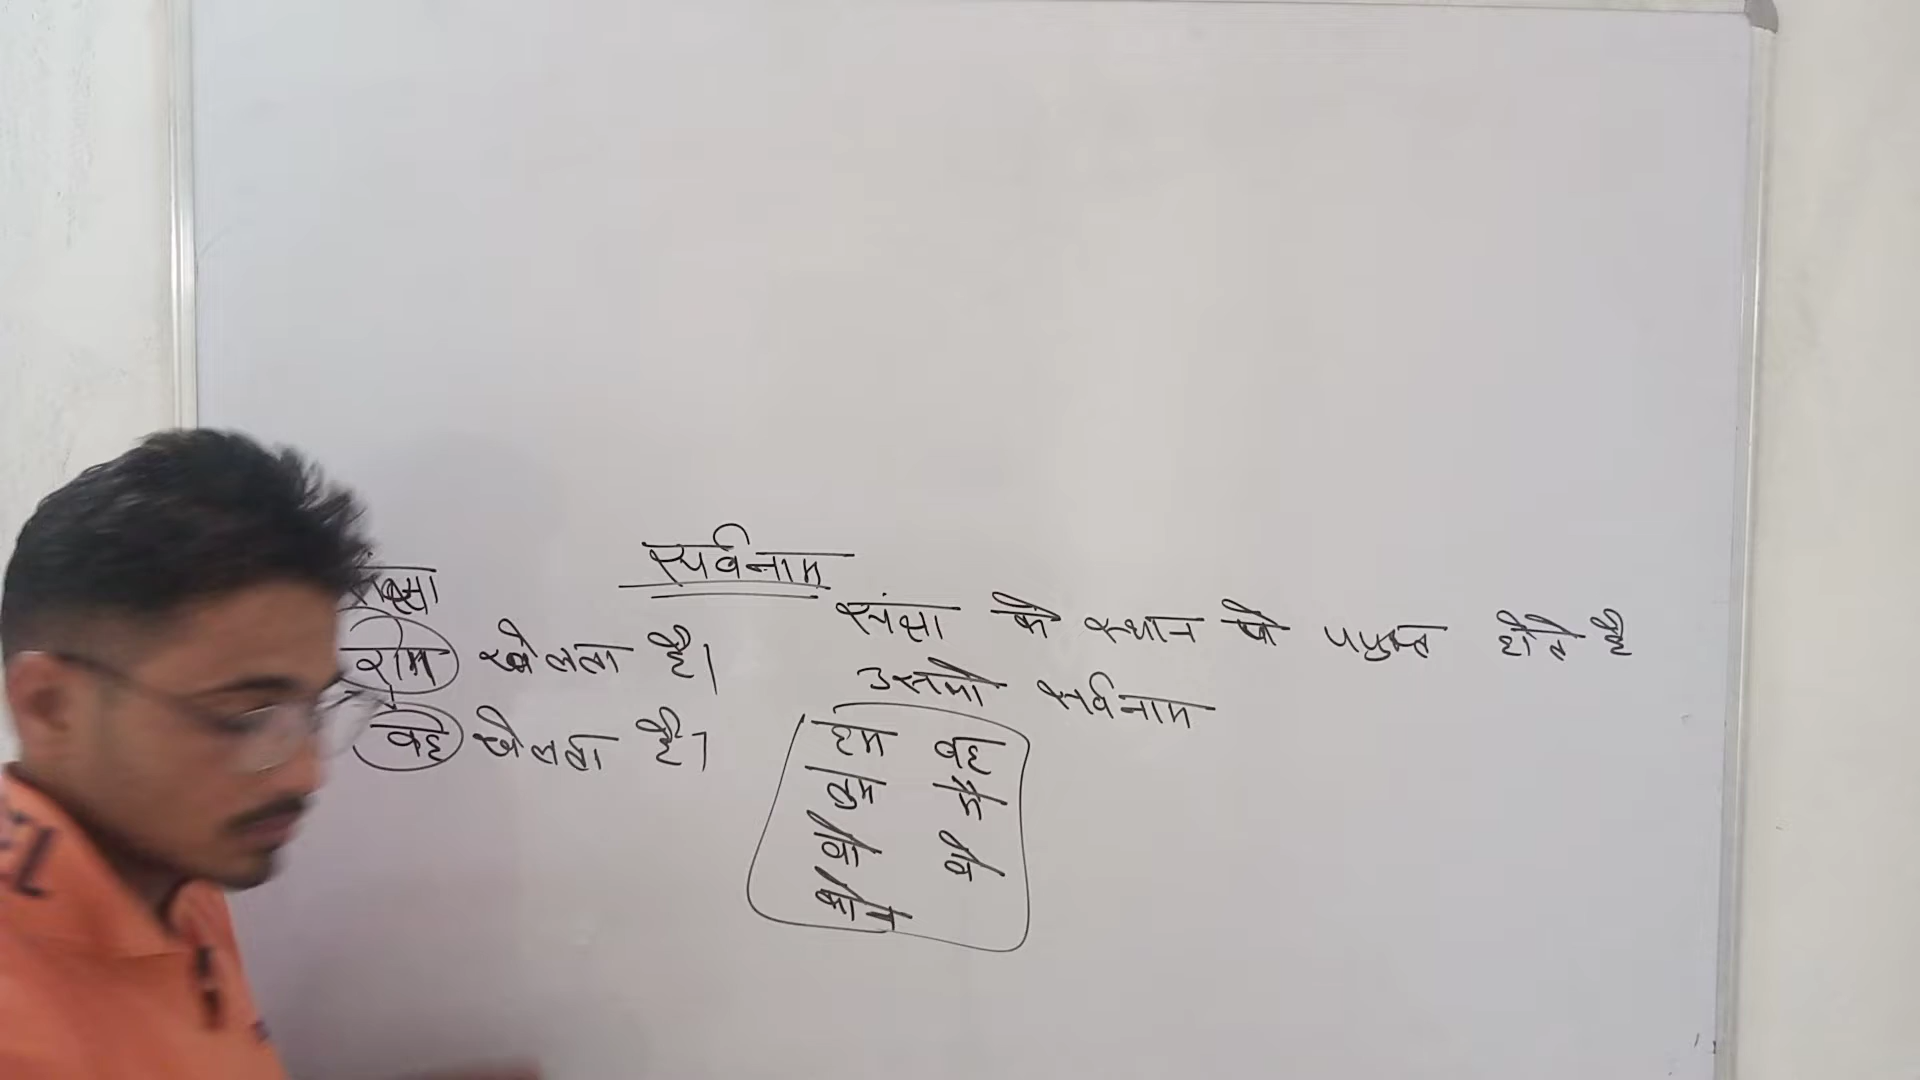 सर्वनाम
संज्ञा
राम खेलता है।
वह खेलता है।
संज्ञा के स्थान पे प्रयुक्त होते है
उसको सर्वनाम
हम वह
तुम मैं
वो वे
कौन